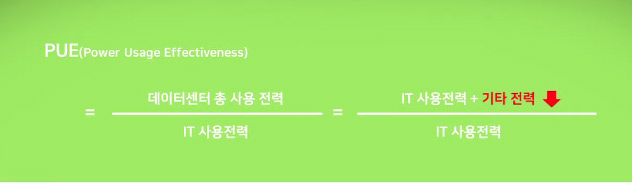 PUE(Power Usage Effectiveness)
= 데이터센터 총 사용 전력 = IT 사용전력 + 기타 전력
IT 사용전력 IT 사용전력